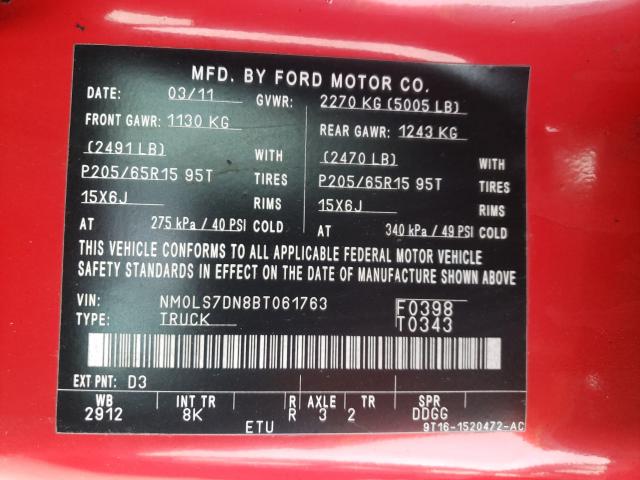 MFD. BY FORD MOTOR CO.
DATE: 03/11 GVWR: 2270 KG (5005 LB)
FRONT GAWR: 1130 KG REAR GAWR: 1243 KG
(2491 LB) WITH (2470 LB) WITH
P205/65R15 95T TIRES P205/65R15 95T TIRES
15X6J RIMS 15X6J RIMS
AT 275 kPa / 40 PSI COLD AT 340 kPa / 49 PSI COLD
THIS VEHICLE CONFORMS TO ALL APPLICABLE FEDERAL MOTOR VEHICLE
SAFETY STANDARDS IN EFFECT ON THE DATE OF MANUFACTURE SHOWN ABOVE
VIN: NM0LS7DN8BT061763 F0398
TYPE: TRUCK T0343
EXT PNT: D3
WB INT TR R AXLE TR SPR
2912 8K R 3 2 DDGG
ETU 9T16-1520472-AC